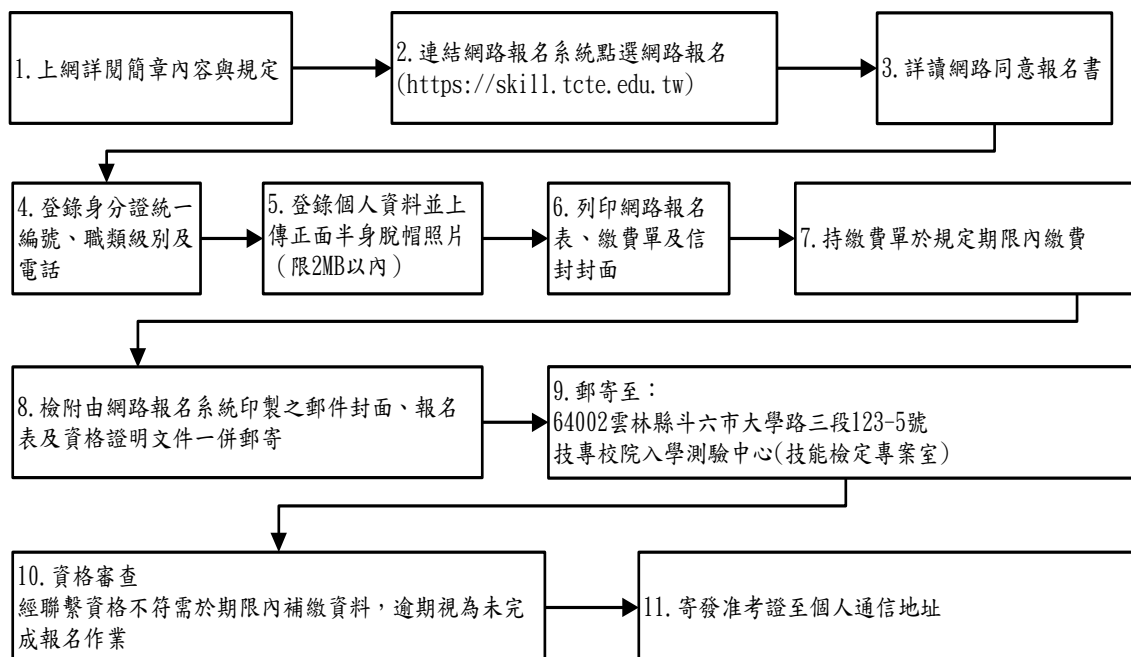 1.上網詳閱簡章內容與規定
2.連結網路報名系統點選網路報名
(https://skill.tcte.edu.tw)
3.詳讀網路同意報名書
4.登錄身分證統一
編號、職類級別及
電話
5.登錄個人資料並上
傳正面半身脫帽照片
（限2MB以內）
6.列印網路報名
表、繳費單及信
封封面
7.持繳費單於規定期限內繳費
8.檢附由網路報名系統印製之郵件封面、報名
表及資格證明文件一併郵寄
9.郵寄至：
64002雲林縣斗六市大學路三段123-5號
技專校院入學測驗中心(技能檢定專案室)
10.資格審查
經聯繫資格不符需於期限內補繳資料，逾期視為未完
成報名作業
11.寄發准考證至個人通信地址